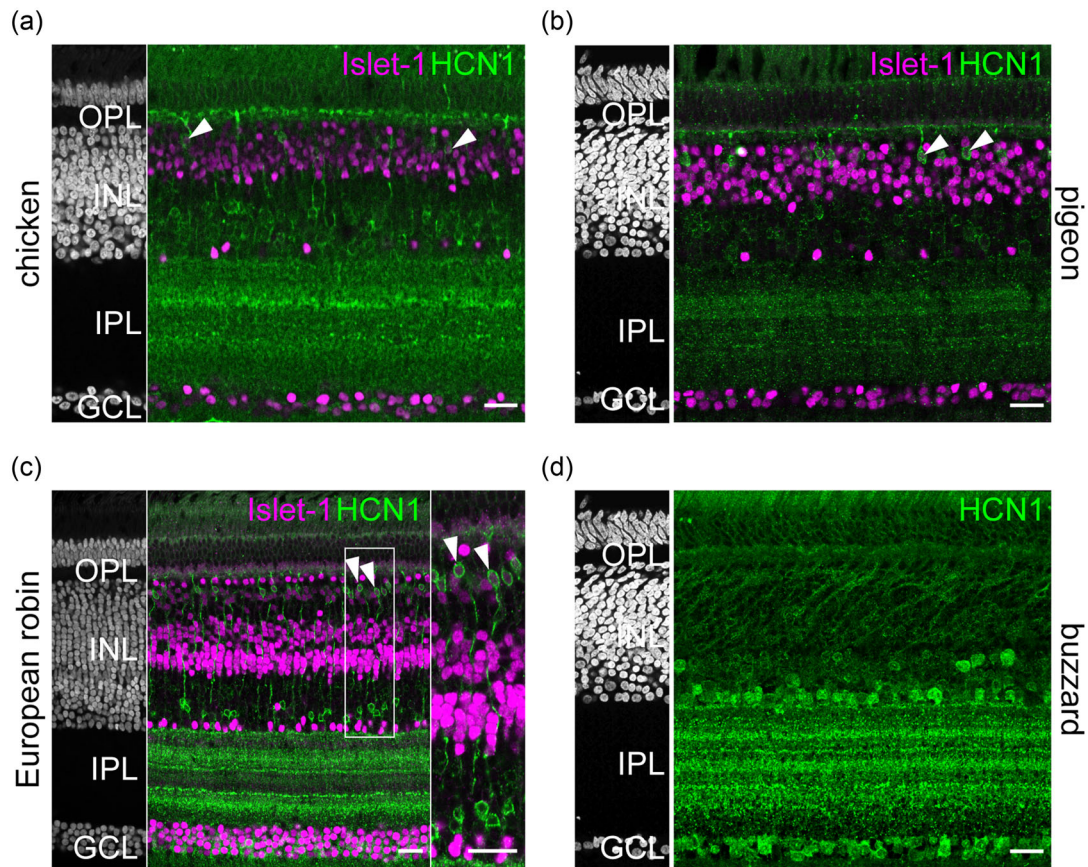 (a)
chicken
Islet-1 HCN1
OPL
INL
IPL
GCL
(b)
pigeon
Islet-1 HCN1
OPL
INL
IPL
GCL
(c)
European robin
Islet-1 HCN1
OPL
INL
IPL
GCL
(d)
buzzard
HCN1
OPL
INL
IPL
GCL